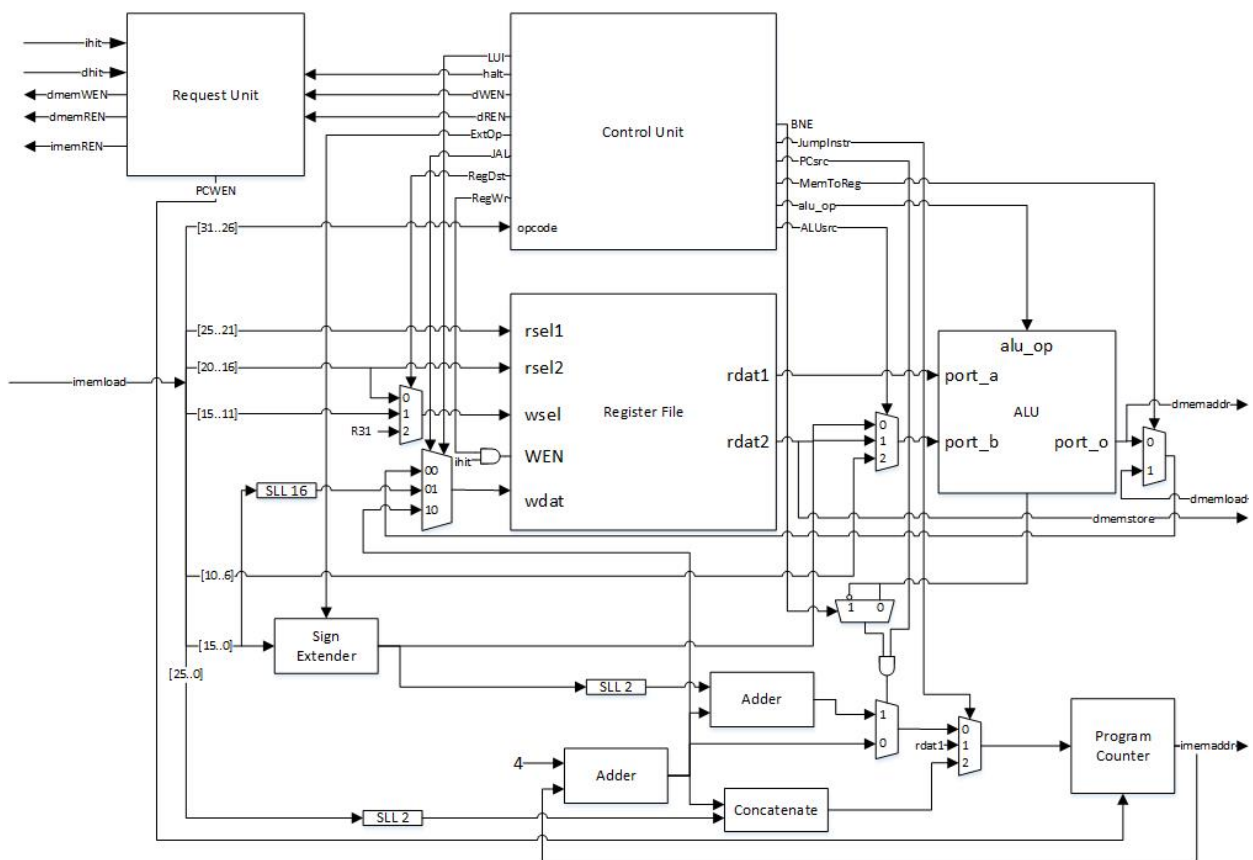 ihit
dhit
dmemWEN
dmemREN
imemREN
Request Unit
PCWEN
LUI
halt
dWEN
dREN
ExtOp
JAL
RegDst
RegWr
opcode
Control Unit
BNE
JumpInstr
PCsrc
MemToReg
alu_op
ALUsrc
[31..26]
[25..21]
[20..16]
imemload
[15..11]
R31
0
1
2
rsel1
rsel2
wsel
WEN
wdat
Register File
rdat1
rdat2
ihit
00
01
10
SLL 16
0
1
2
alu_op
port_a
ALU
port_b
port_o
dmemaddr
0
1
dmemload
dmemstore
[10..6]
1
0
[15..0]
Sign
Extender
[25..0]
SLL 2
Adder
1
0
4
Adder
0
rdat1
1
2
Program
Counter
imemaddr
SLL 2
Concatenate